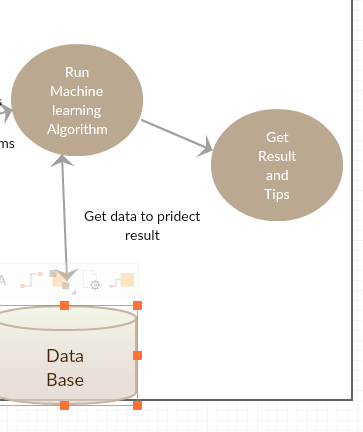 Run
Machine
learning
Algorithm
ms
Get
Result
and
Tips
Get data to pridect
result
A
Data
Base